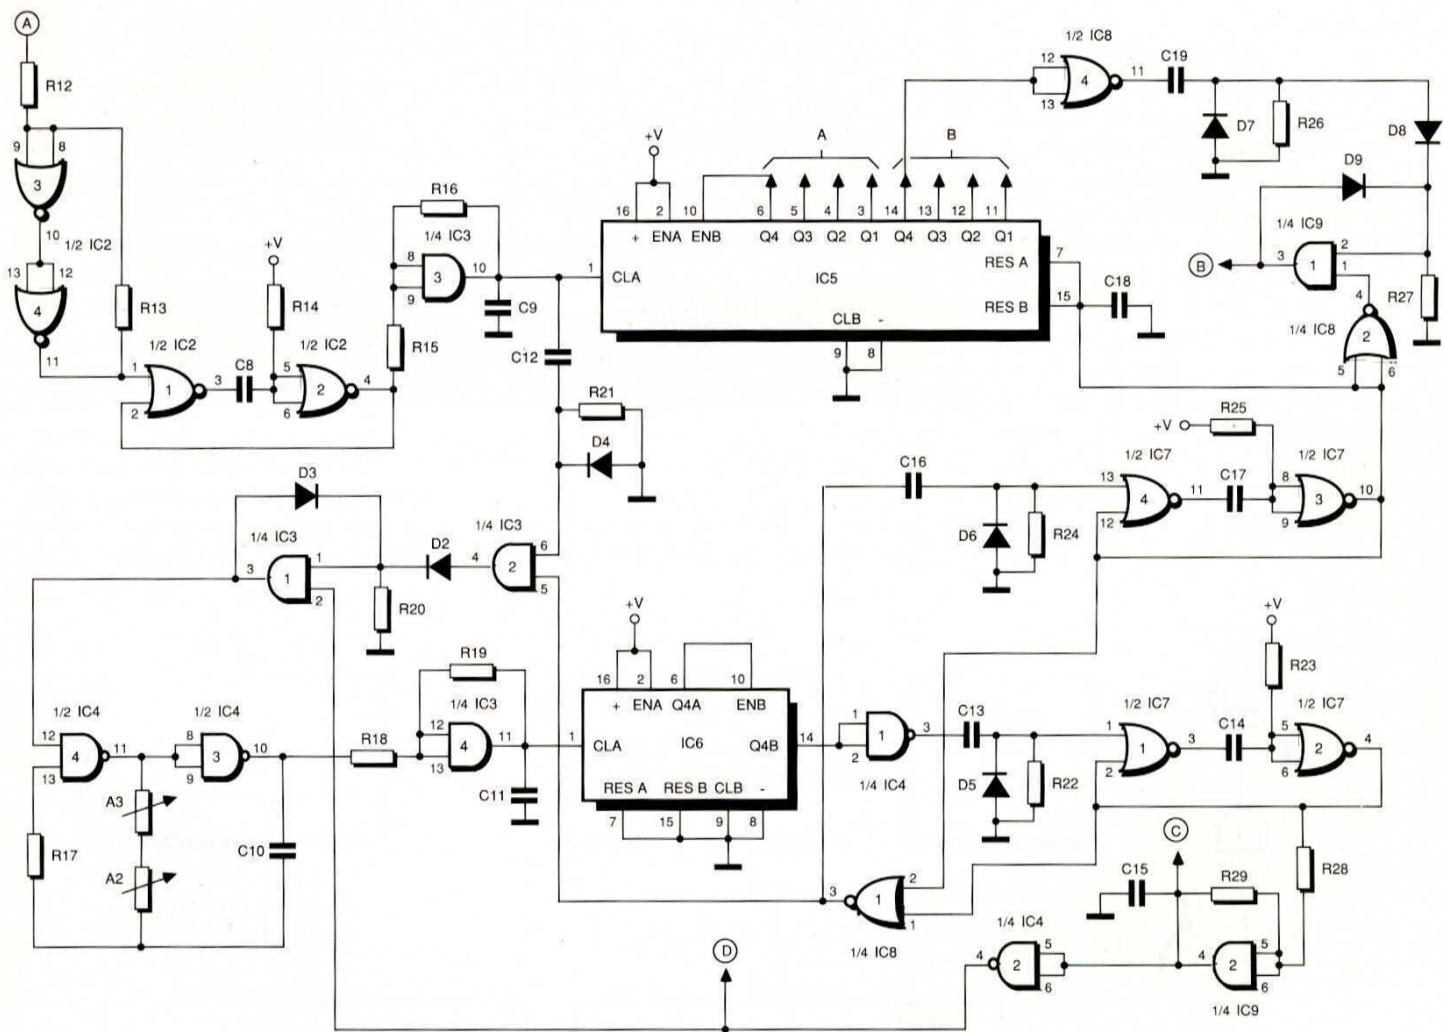 A
R12
9 8
3
10
1/2 IC2
13 12
4
11
R13
1/2 IC2
1
2
1
3
C8
+V
R14
1/2 IC2
5
6
2
4
R15
R16
1/4 IC3
8
9
3
10
C9
C12
+V
A
B
16 2 10 6 5 4 3 14 13 12 11
+ ENA ENB Q4 Q3 Q2 Q1 Q4 Q3 Q2 Q1
1
CLA
IC5
RES A
7
RES B
15
CLB -
9 8
C18
1/2 IC8
12
13
4
11
C19
D7
R26
D8
D9
1/4 IC9
B
3
1
2
1
4
1/4 IC8
2
5 6
R27
R21
D4
D3
1/4 IC3
3
1
1
2
R20
D2
1/4 IC3
4
2
6
5
C16
D6
R24
1/2 IC7
13
12
4
11
C17
+V
R25
1/2 IC7
8
9
3
10
1/2 IC4
12
13
4
11
1/2 IC4
8
9
3
10
R17
A3
A2
C10
R18
R19
1/4 IC3
12
13
4
11
C11
+V
16 2 6 10
+ ENA Q4A ENB
1
CLA
IC6
Q4B
14
RES A RES B CLB -
7 15 9 8
1
2
1
3
1/4 IC4
C13
D5
R22
1/2 IC7
1
2
1
3
C14
+V
R23
1/2 IC7
5
6
2
4
3
1
2
1
1/4 IC8
C
C15
R29
R28
D
1/4 IC4
4
2
5
6
4
2
5
6
1/4 IC9